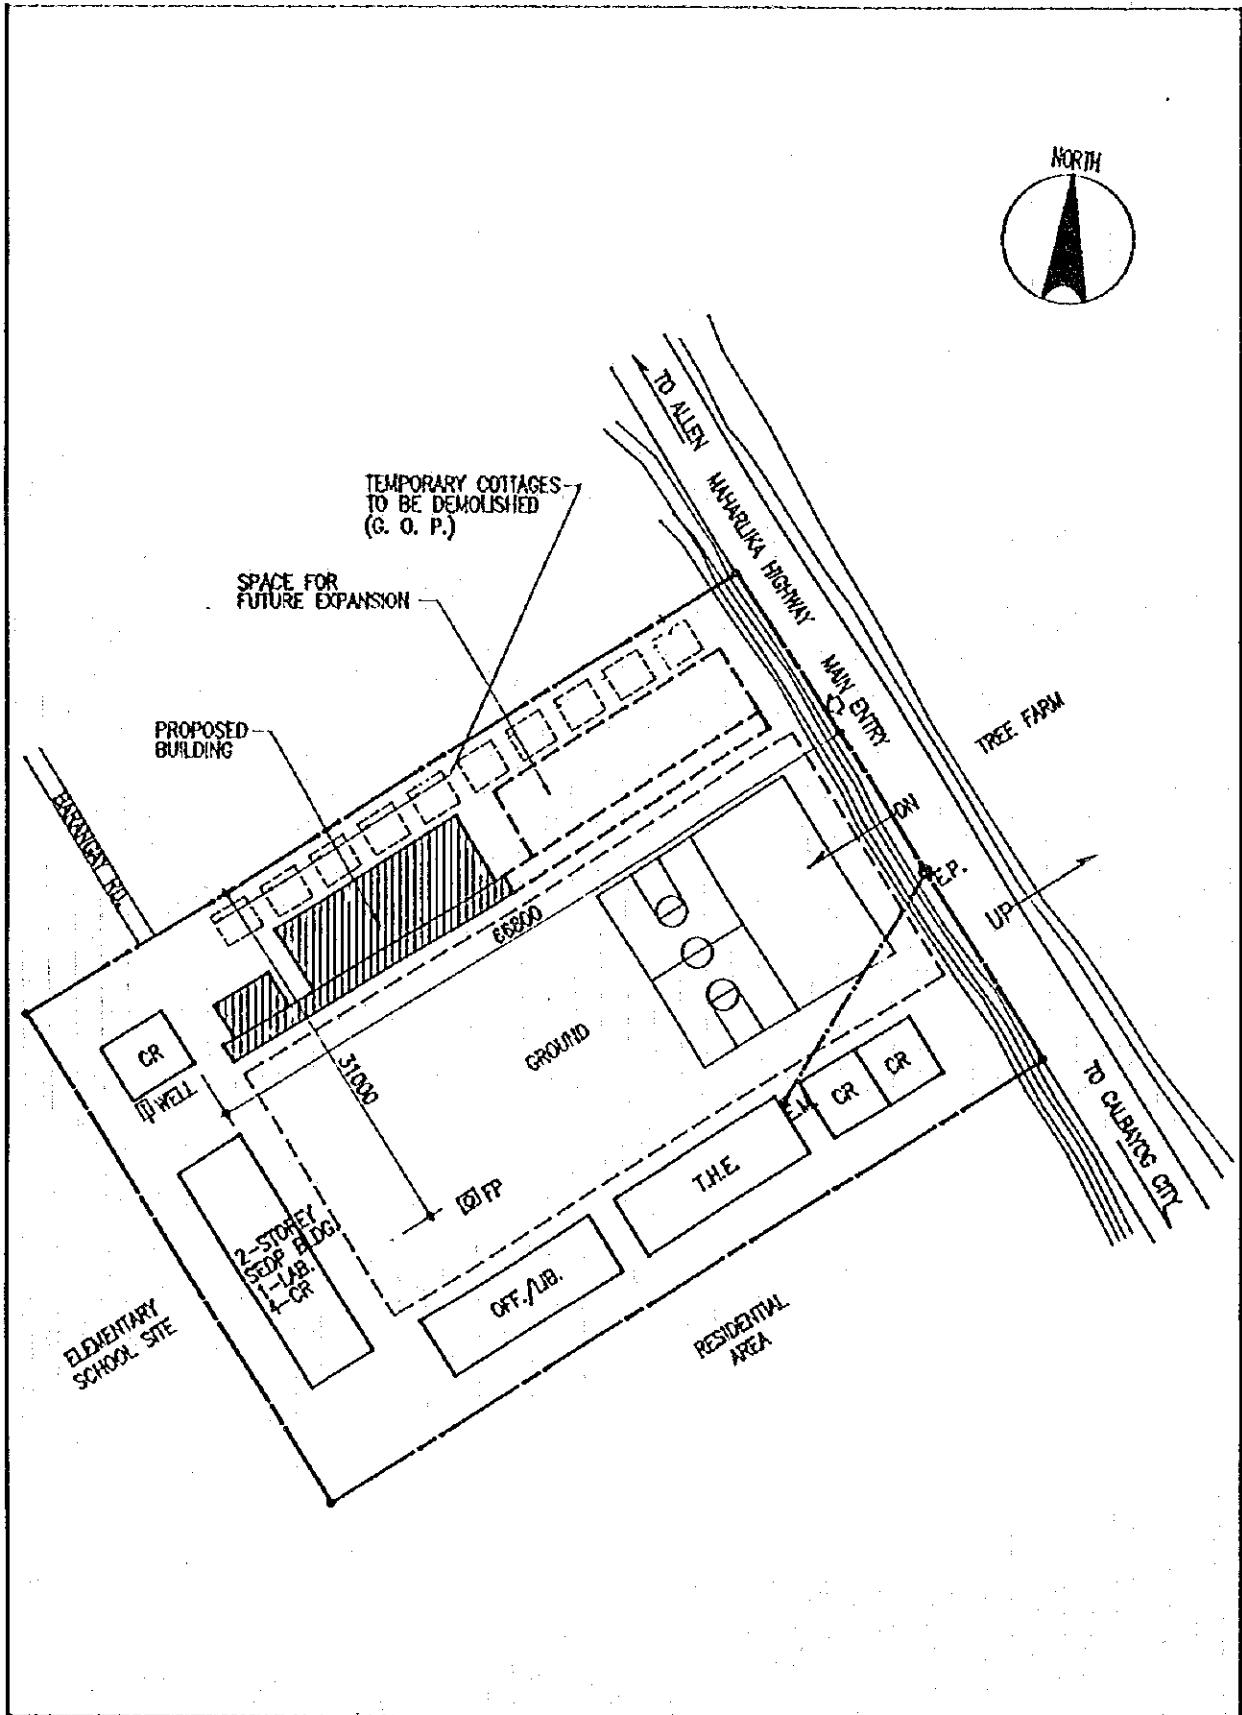 NORTH
TO ALLEN
MAHARLIKA HIGHWAY
TEMPORARY COTTAGES
TO BE DEMOLISHED
(G. O. P.)
SPACE FOR
FUTURE EXPANSION
MAIN ENTRY
PROPOSED
BUILDING
TREE FARM
BARANGAY RD.
DN
E.P.
UP
66800
GROUND
CR
WELL
31000
E.M.
CR
CR
TO CALBAYOG CITY
T.H.E.
FP
2-STOREY
SEDP BLDG.
1-LAB.
4-CR
OFF./LIB.
ELEMENTARY
SCHOOL SITE
RESIDENTIAL
AREA